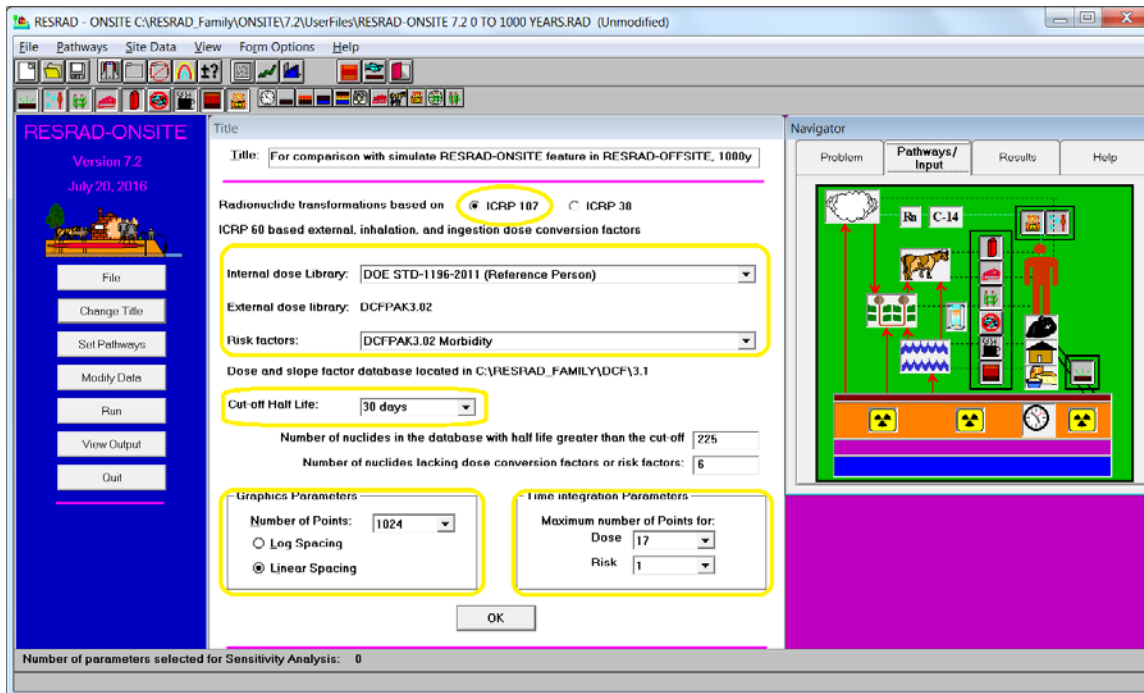 RESRAD - ONSITE C:\RESRAD_Family\ONSITE\7.2\UserFiles\RESRAD-ONSITE 7.2 0 TO 1000 YEARS.RAD (Unmodified)
File Pathways Site Data View Form Options Help
±?
RESRAD-ONSITE
Version 7.2
July 20, 2016
File
Change Title
Set Pathways
Modify Data
Run
View Output
Quit
Title
Title: For comparison with simulate RESRAD-ONSITE feature in RESRAD-OFFSITE, 1000y
Radionuclide transformations based on ICRP 107 ICRP 38
ICRP 60 based external, inhalation, and ingestion dose conversion factors
Internal dose Library: DOE STD-1196-2011 (Reference Person)
External dose library: DCFPAK3.02
Risk factors: DCFPAK3.02 Morbidity
Dose and slope factor database located in C:\RESRAD_FAMILY\DCF\3.1
Cut-off Half Life: 30 days
Number of nuclides in the database with half life greater than the cut-off 225
Number of nuclides lacking dose conversion factors or risk factors: 6
Graphics Parameters
Number of Points: 1024
Log Spacing
Linear Spacing
Time integration Parameters
Maximum number of Points for:
Dose 17
Risk 1
OK
Navigator
Problem
Pathways/
Input
Results
Help
Rn C-14
Number of parameters selected for Sensitivity Analysis: 0